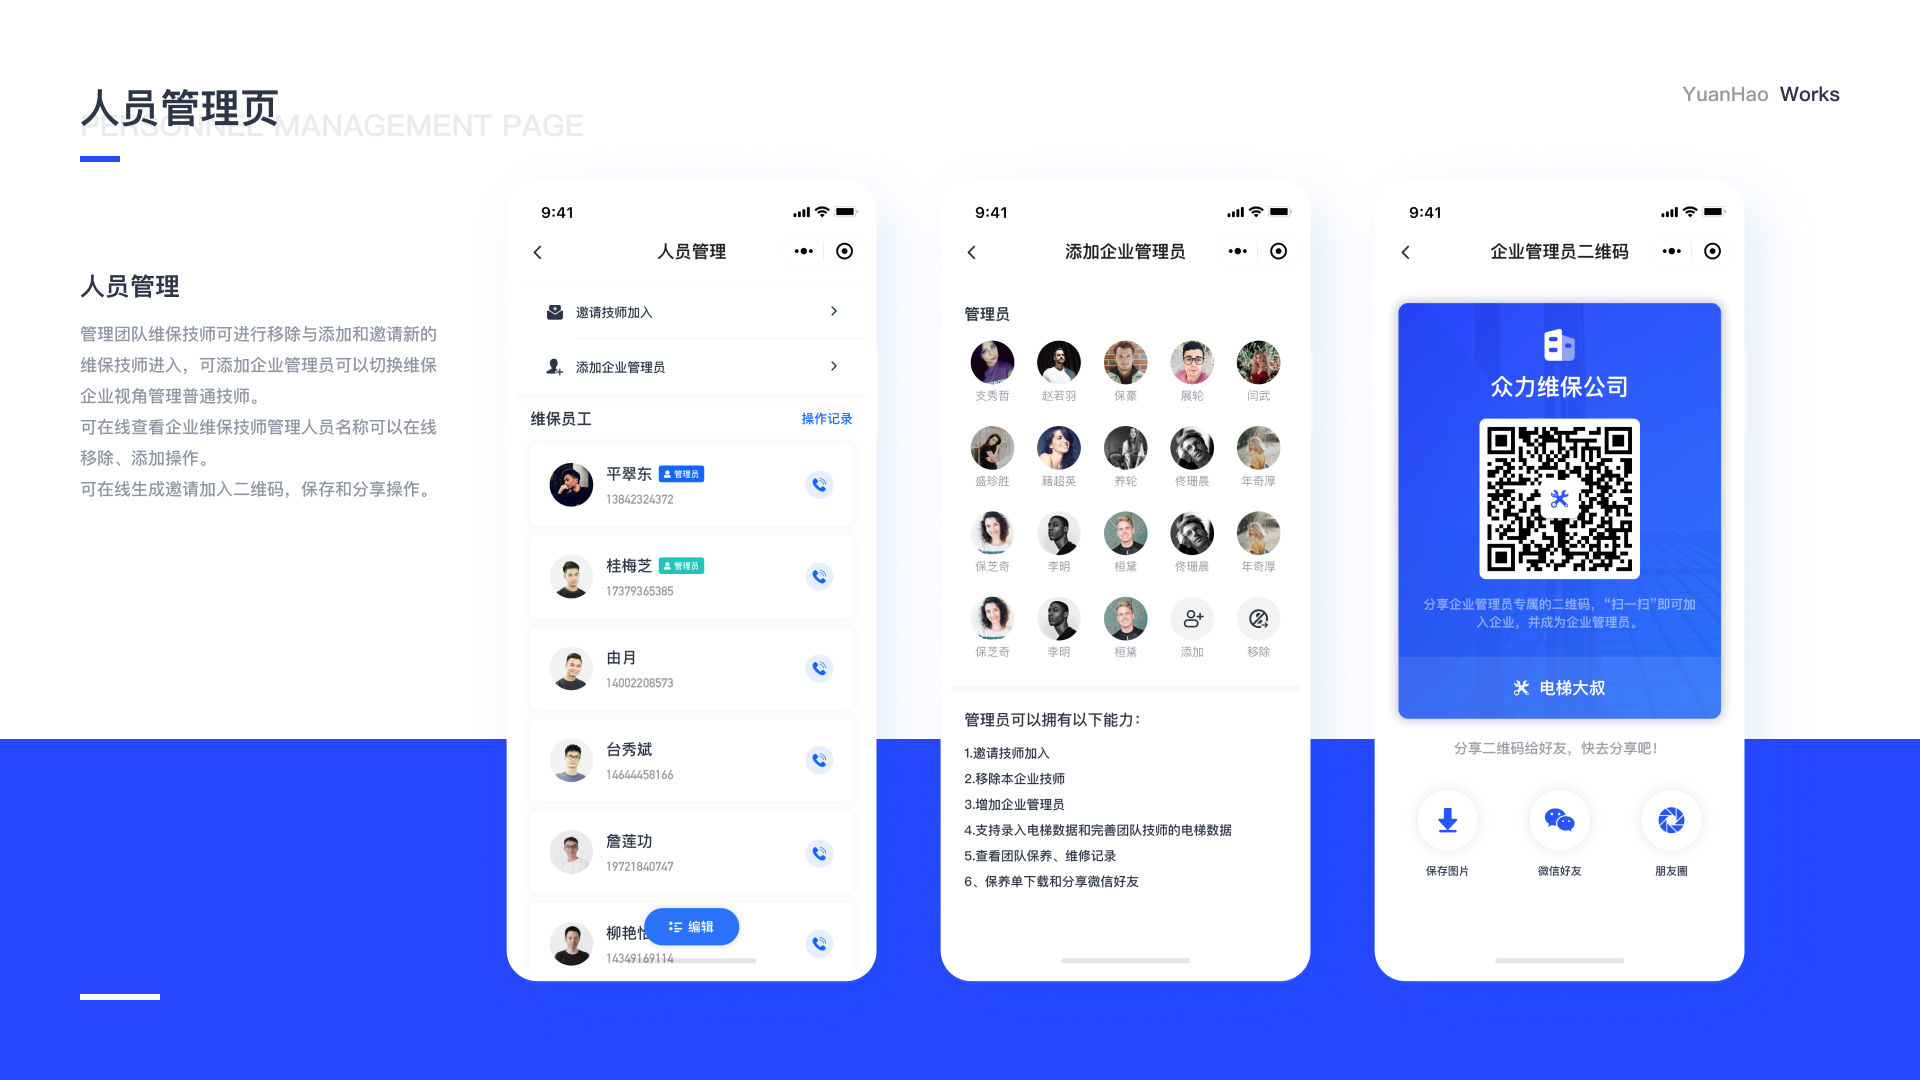 人员管理页
PERSONNEL MANAGEMENT PAGE
YuanHao Works
人员管理
管理团队维保技师可进行移除与添加和邀请新的
维保技师进入，可添加企业管理员可以切换维保
企业视角管理普通技师。
可在线查看企业维保技师管理人员名称可以在线
移除、添加操作。
可在线生成邀请加入二维码，保存和分享操作。
9:41
人员管理
邀请技师加入
添加企业管理员
维保员工
操作记录
平翠东 管理员
13842324372
桂梅芝 管理员
17379365385
由月
14002208573
台秀斌
14644458166
詹莲功
19721840747
柳艳
14349169114
编辑
9:41
添加企业管理员
管理员
支秀哲 赵若羽 保豪 展轮 闫武
盛珍胜 籍超英 养轮 佟珊晨 年奇厚
保芝奇 李明 桓黛 佟珊晨 年奇厚
保芝奇 李明 桓黛 添加 移除
管理员可以拥有以下能力：
1.邀请技师加入
2.移除本企业技师
3.增加企业管理员
4.支持录入电梯数据和完善团队技师的电梯数据
5.查看团队保养、维修记录
6、保养单下载和分享微信好友
9:41
企业管理员二维码
众力维保公司
分享企业管理员专属的二维码，“扫一扫”即可加
入企业，并成为企业管理员。
电梯大叔
分享二维码给好友，快去分享吧！
保存图片 微信好友 朋友圈